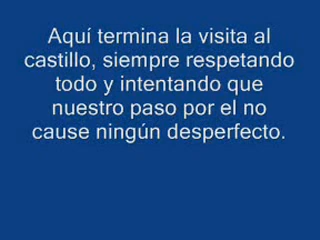 Aquí termina la visita al
castillo, siempre respetando
todo y intentando que
nuestro paso por el no
cause ningún desperfecto.